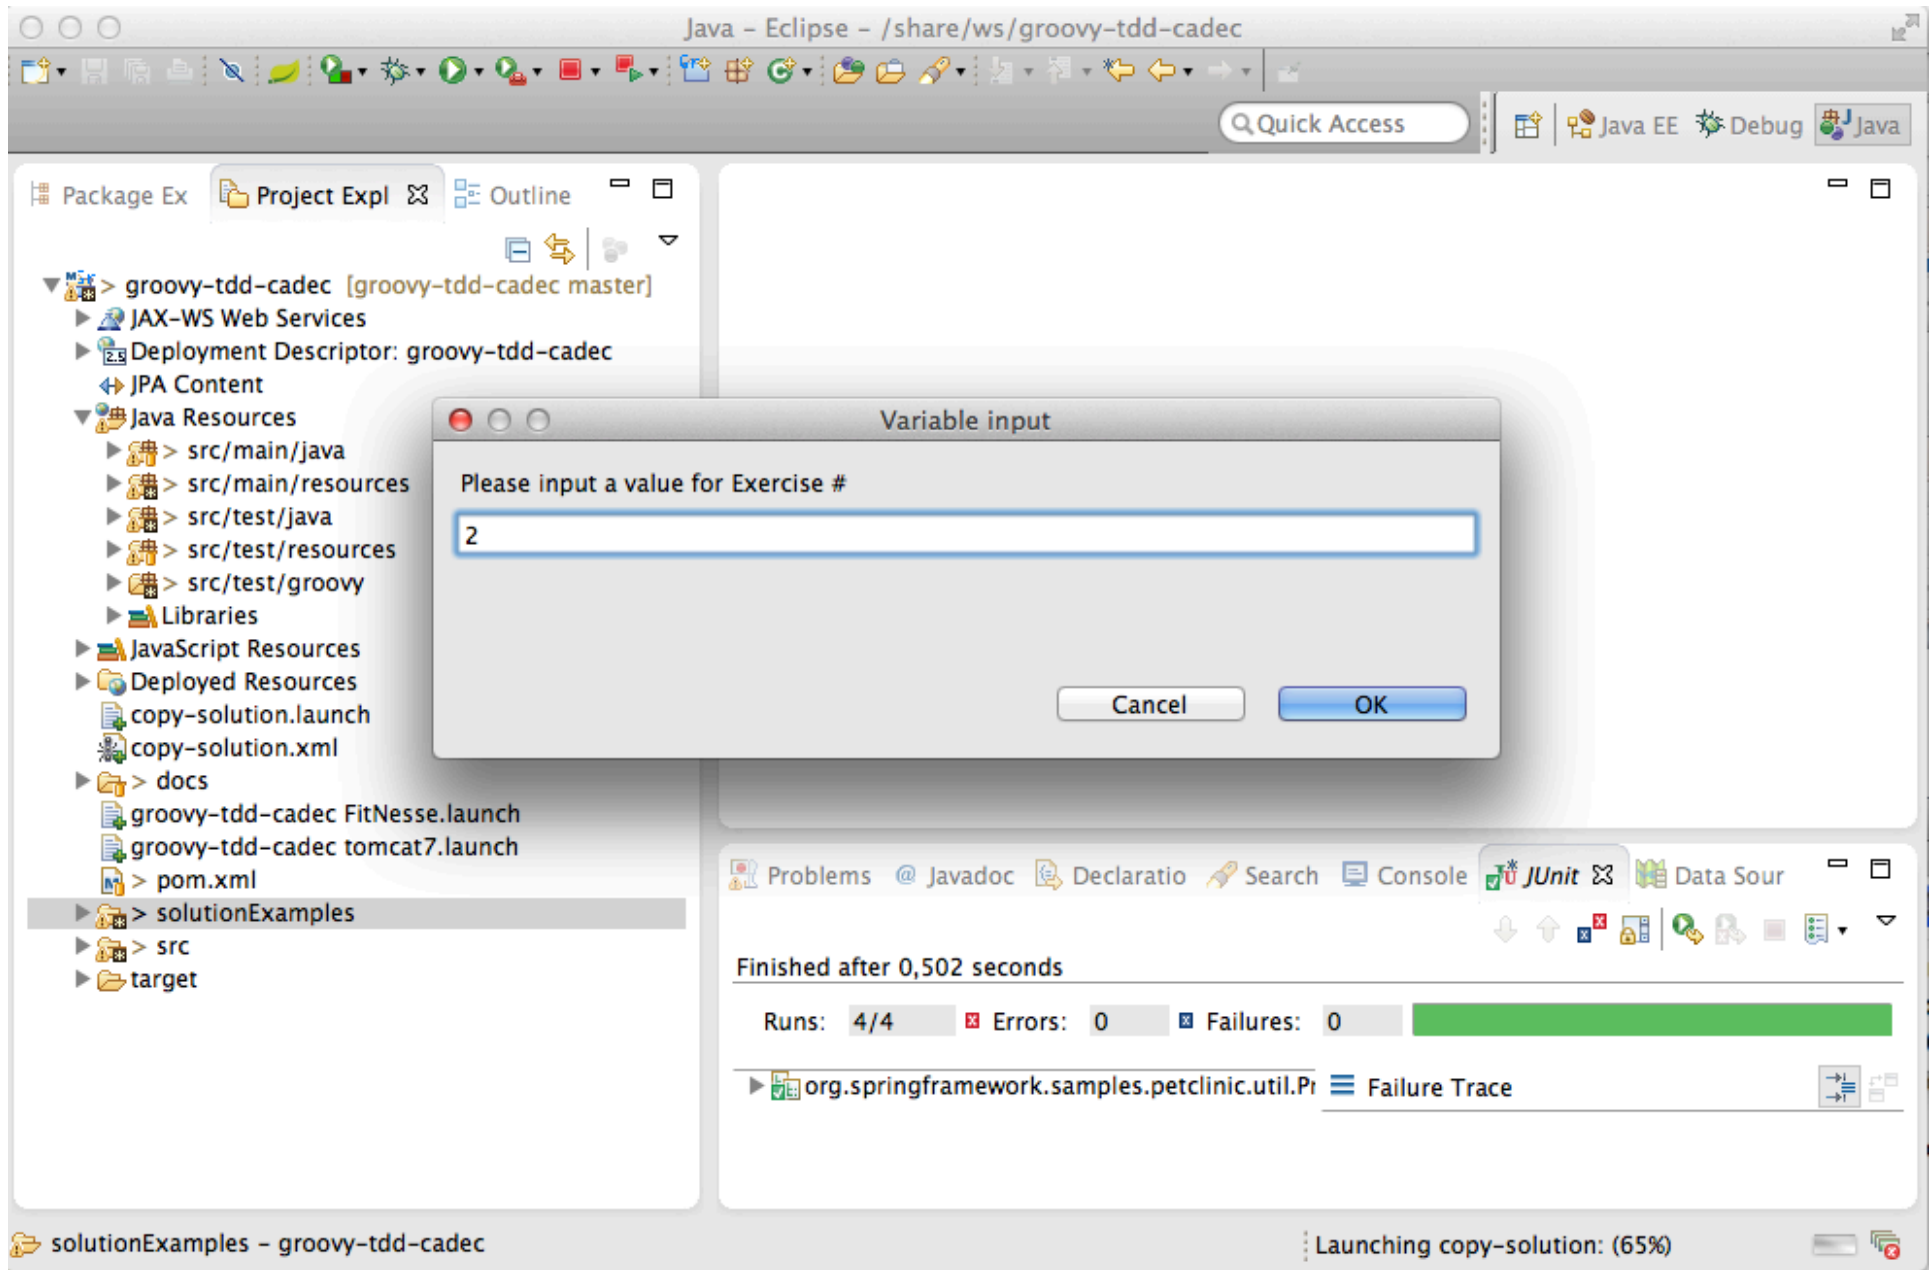 Java – Eclipse – /share/ws/groovy-tdd-cadec
Quick Access
Java EE
Debug
Java
Package Ex
Project Expl
Outline
> groovy-tdd-cadec [groovy-tdd-cadec master]
JAX-WS Web Services
Deployment Descriptor: groovy-tdd-cadec
JPA Content
Java Resources
> src/main/java
> src/main/resources
> src/test/java
> src/test/resources
> src/test/groovy
Libraries
JavaScript Resources
Deployed Resources
copy-solution.launch
copy-solution.xml
> docs
groovy-tdd-cadec FitNesse.launch
groovy-tdd-cadec tomcat7.launch
> pom.xml
> solutionExamples
> src
target
Variable input
Please input a value for Exercise #
2
Cancel
OK
Problems
@ Javadoc
Declaratio
Search
Console
JUnit
Data Sour
Finished after 0,502 seconds
Runs: 4/4
Errors: 0
Failures: 0
org.springframework.samples.petclinic.util.Pr
Failure Trace
solutionExamples – groovy-tdd-cadec
Launching copy-solution: (65%)